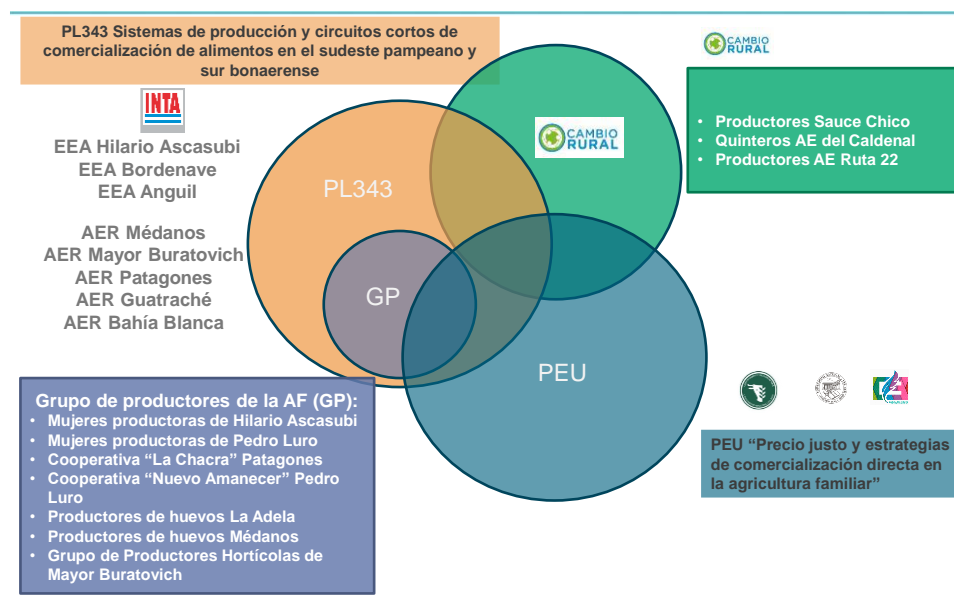 PL343 Sistemas de producción y circuitos cortos de
comercialización de alimentos en el sudeste pampeano y
sur bonaerense
INTA
EEA Hilario Ascasubi
EEA Bordenave
EEA Anguil
AER Médanos
AER Mayor Buratovich
AER Patagones
AER Guatraché
AER Bahía Blanca
PL343
GP
PEU
CAMBIO
RURAL
CAMBIO
RURAL
• Productores Sauce Chico
• Quinteros AE del Caldenal
• Productores AE Ruta 22
Grupo de productores de la AF (GP):
• Mujeres productoras de Hilario Ascasubi
• Mujeres productoras de Pedro Luro
• Cooperativa “La Chacra” Patagones
• Cooperativa “Nuevo Amanecer” Pedro
Luro
• Productores de huevos La Adela
• Productores de huevos Médanos
• Grupo de Productores Hortícolas de
Mayor Buratovich
PEU “Precio justo y estrategias
de comercialización directa en
la agricultura familiar”